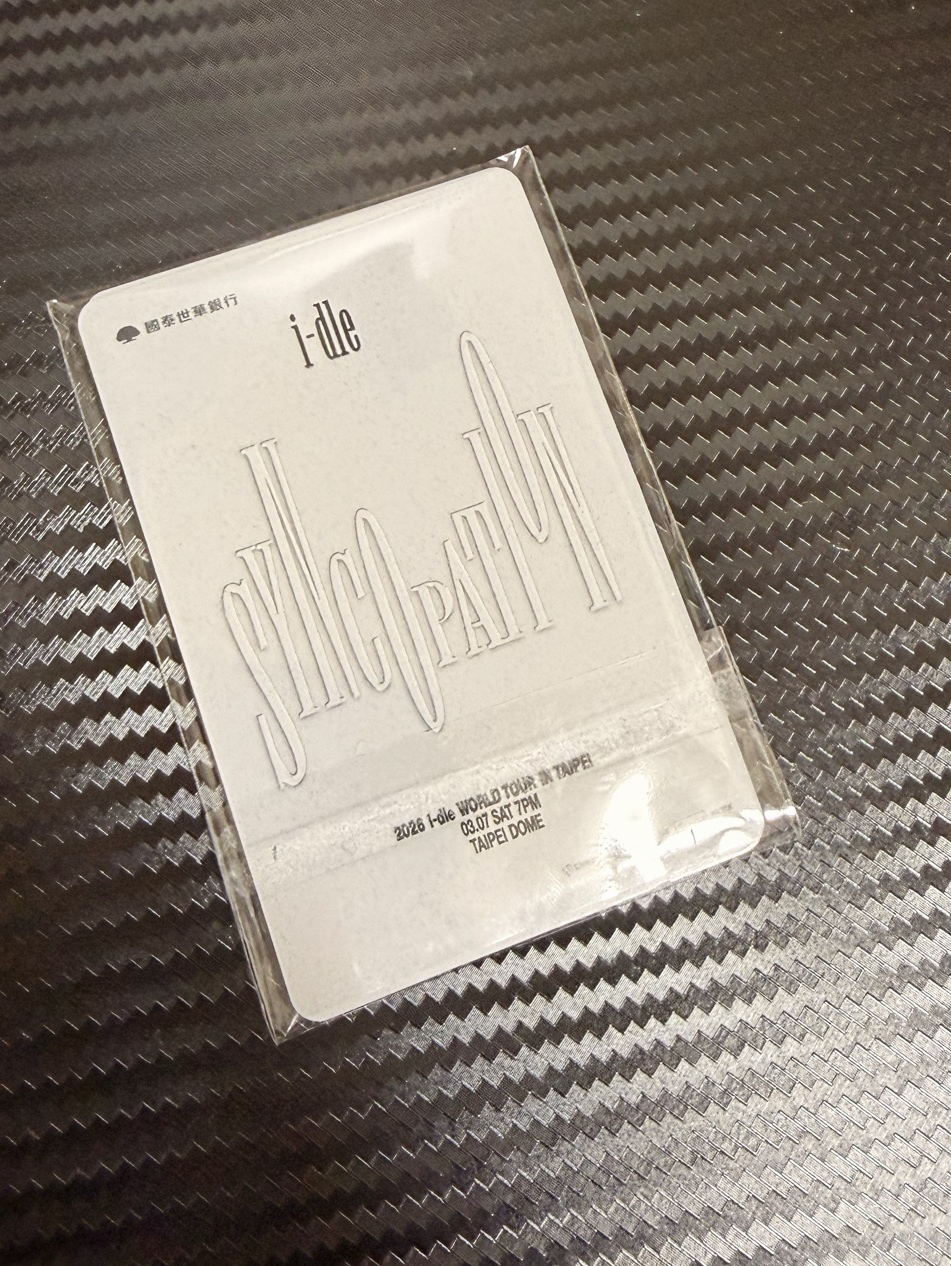 國泰世華銀行
i-dle
SYNCOPATION
2026 i-dle WORLD TOUR IN TAIPEI
03.07 SAT 7PM
TAIPEI DOME